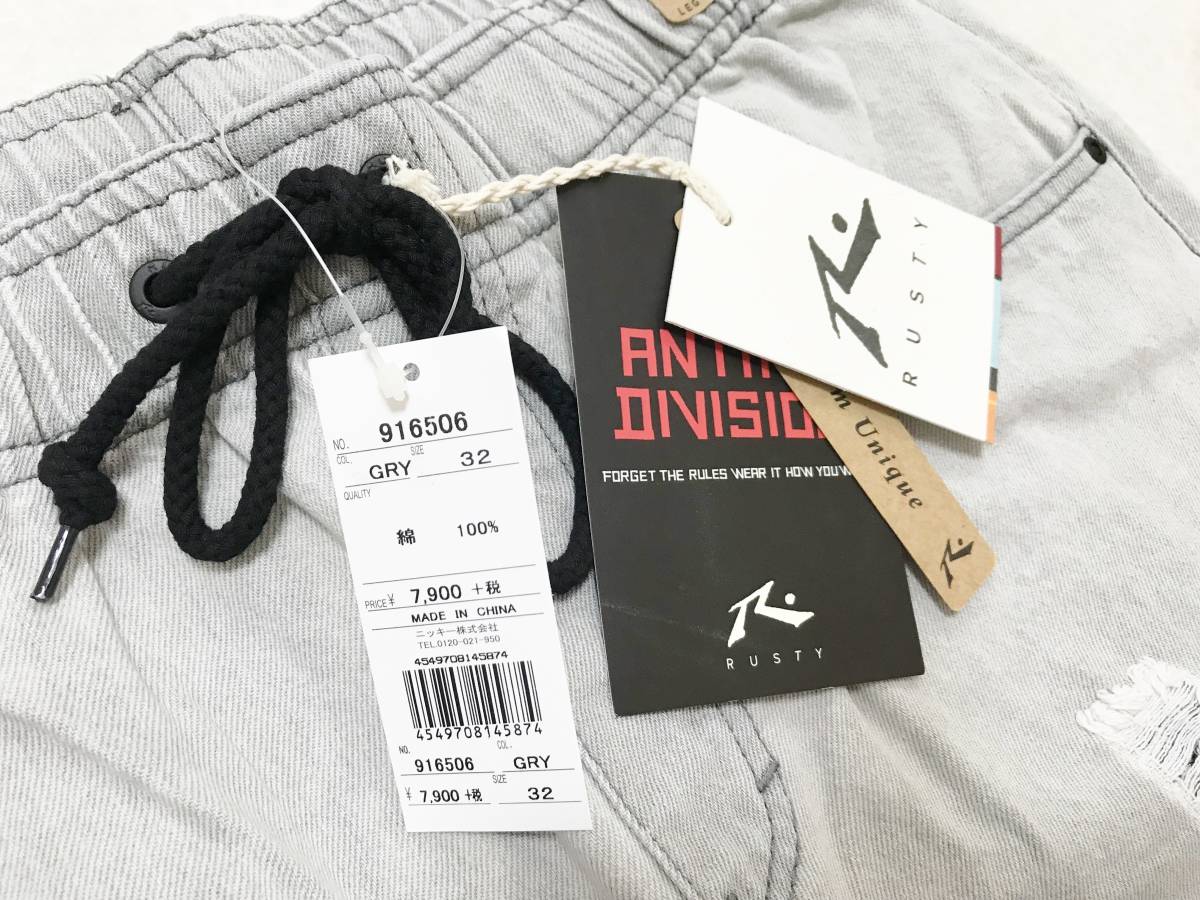 NO. 916506
COL. SIZE
GRY 32
QUALITY
綿 100%
PRICE ¥ 7,900 +税
MADE IN CHINA
ニッキー株式会社
TEL.0120-021-950
4549708145874
4549708145874
NO. COL.
916506 GRY
SIZE
¥ 7,900 +税 32
DIVISIO
FORGET THE RULES WEAR IT HOW YOU
RUSTY
RUSTY
Unique
LEG